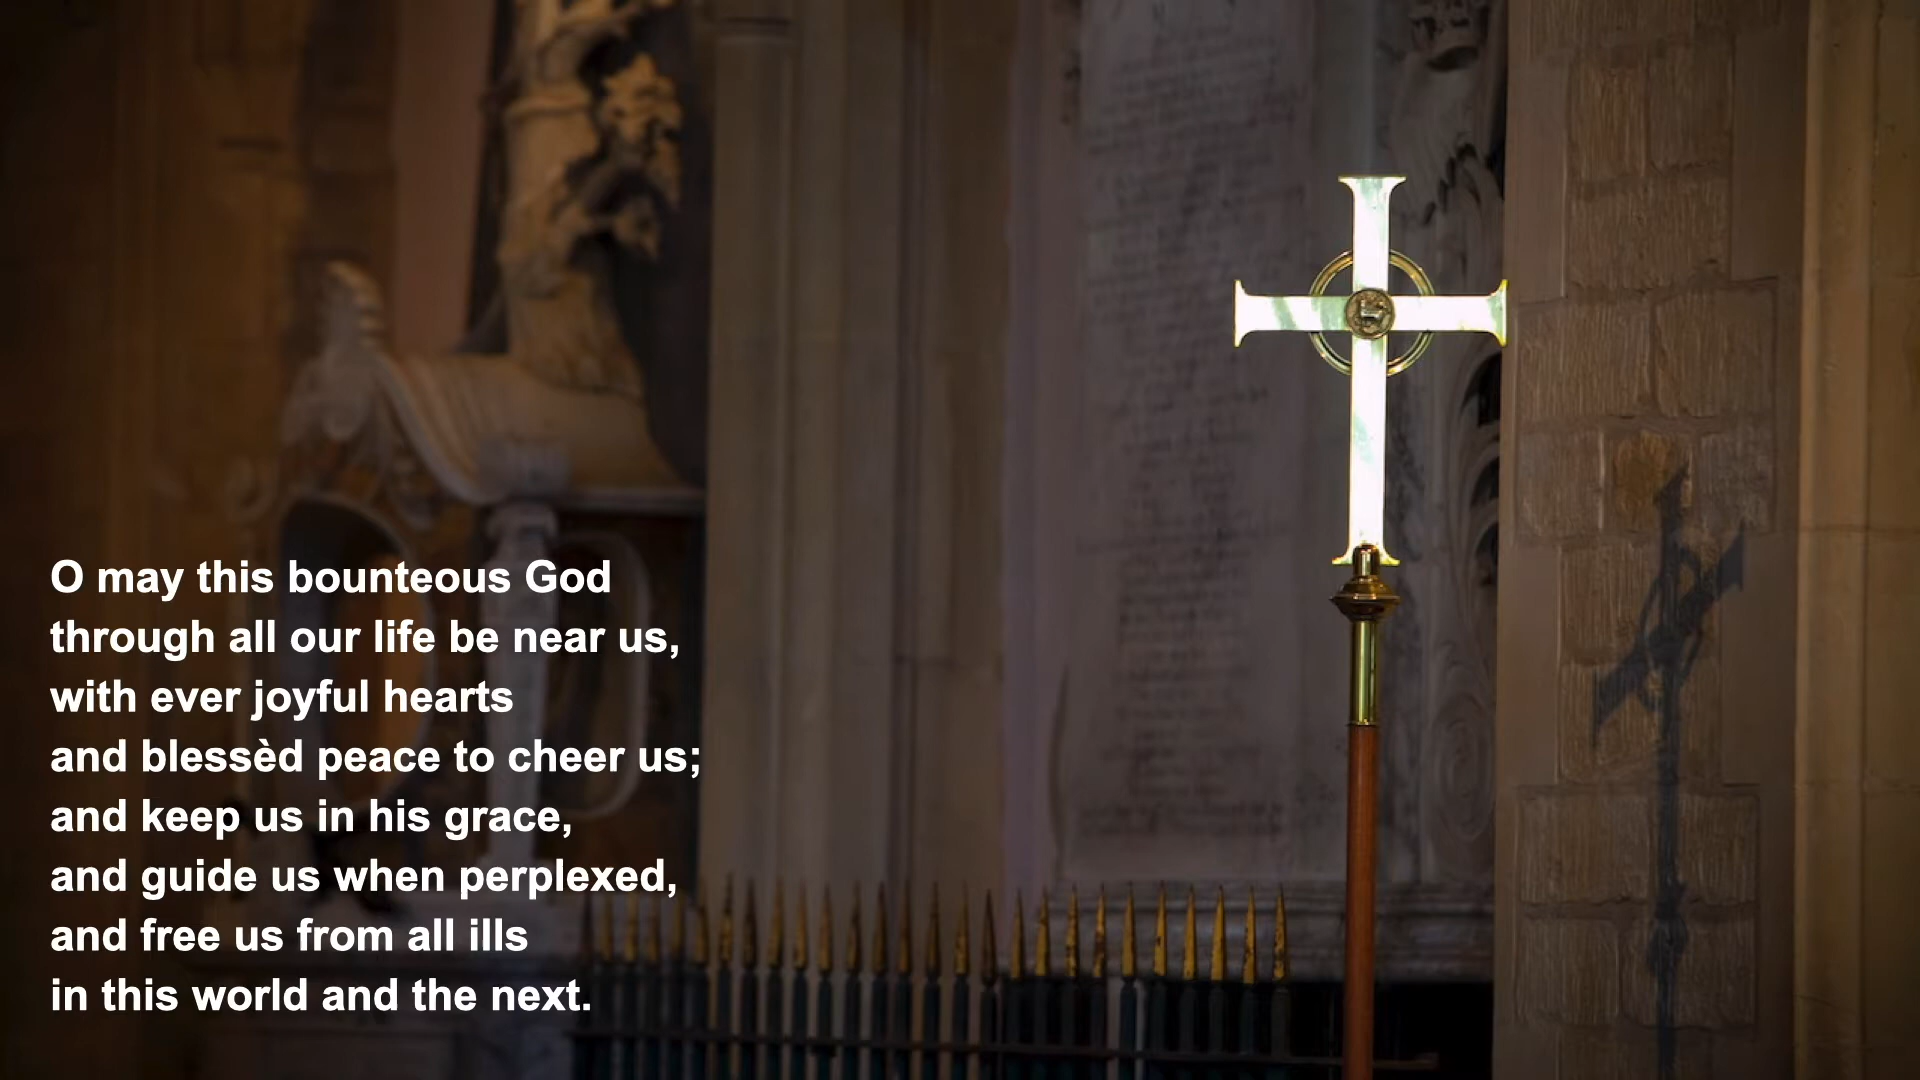 O may this bounteous God
through all our life be near us,
with ever joyful hearts
and blessèd peace to cheer us;
and keep us in his grace,
and guide us when perplexed,
and free us from all ills
in this world and the next.